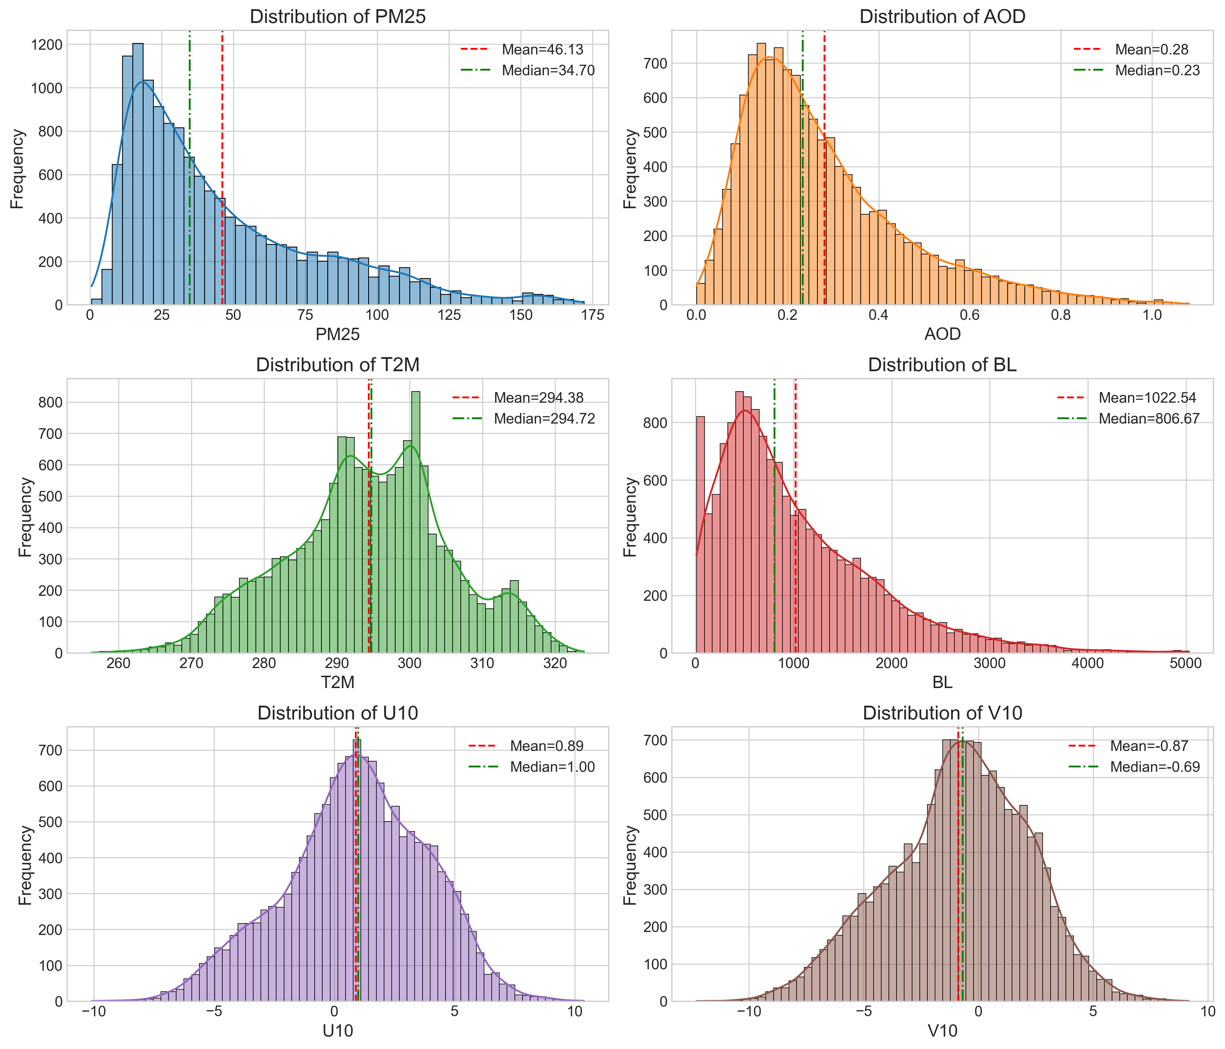 Distribution of PM25
Mean=46.13
Median=34.70
Frequency
1200
1000
800
600
400
200
0
0 25 50 75 100 125 150 175
PM25
Distribution of AOD
Mean=0.28
Median=0.23
Frequency
700
600
500
400
300
200
100
0
0.0 0.2 0.4 0.6 0.8 1.0
AOD
Distribution of T2M
Mean=294.38
Median=294.72
Frequency
800
700
600
500
400
300
200
100
0
260 270 280 290 300 310 320
T2M
Distribution of BL
Mean=1022.54
Median=806.67
Frequency
800
600
400
200
0
0 1000 2000 3000 4000 5000
BL
Distribution of U10
Mean=0.89
Median=1.00
Frequency
700
600
500
400
300
200
100
0
−10 −5 0 5 10
U10
Distribution of V10
Mean=-0.87
Median=-0.69
Frequency
700
600
500
400
300
200
100
0
−10 −5 0 5 10
V10